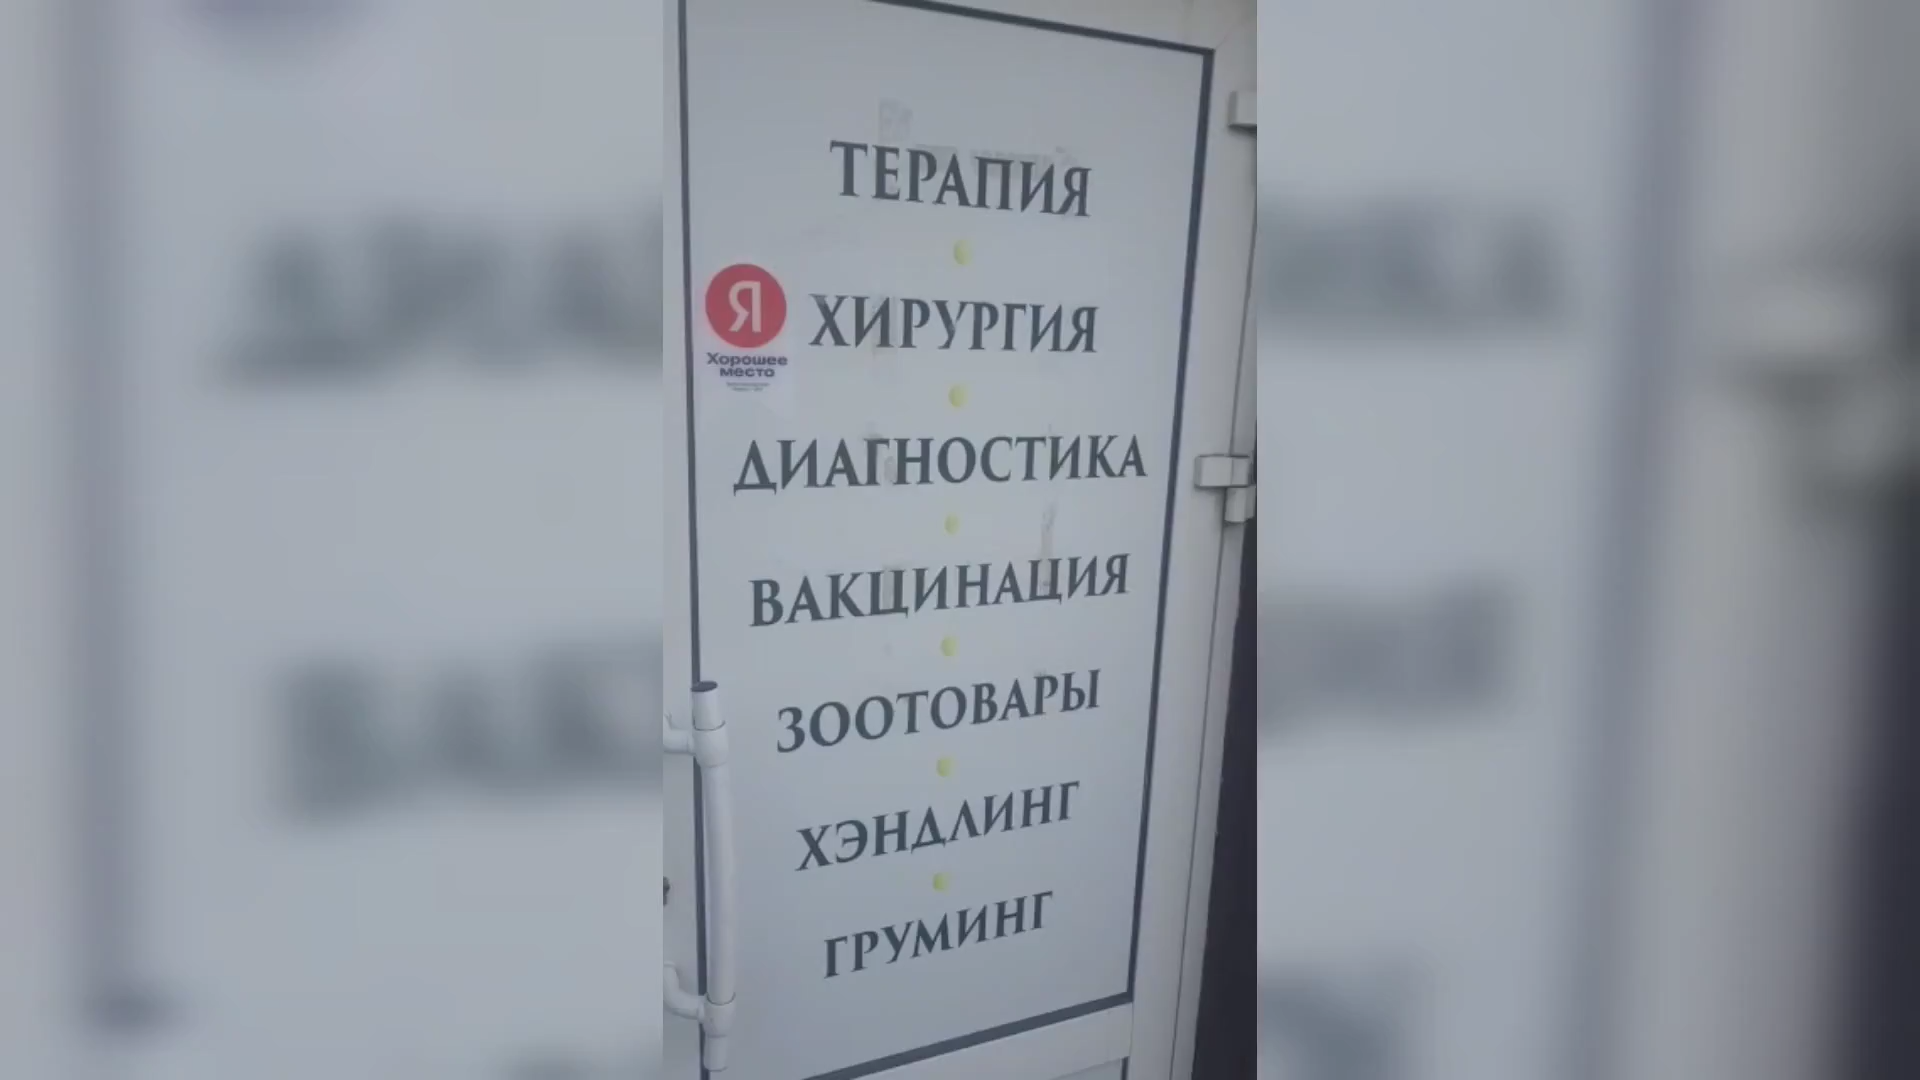 ТЕРАПИЯ
Я
Хорошее
место
ХИРУРГИЯ
ДИАГНОСТИКА
ВАКЦИНАЦИЯ
ЗООТОВАРЫ
ХЭНДЛИНГ
ГРУМИНГ